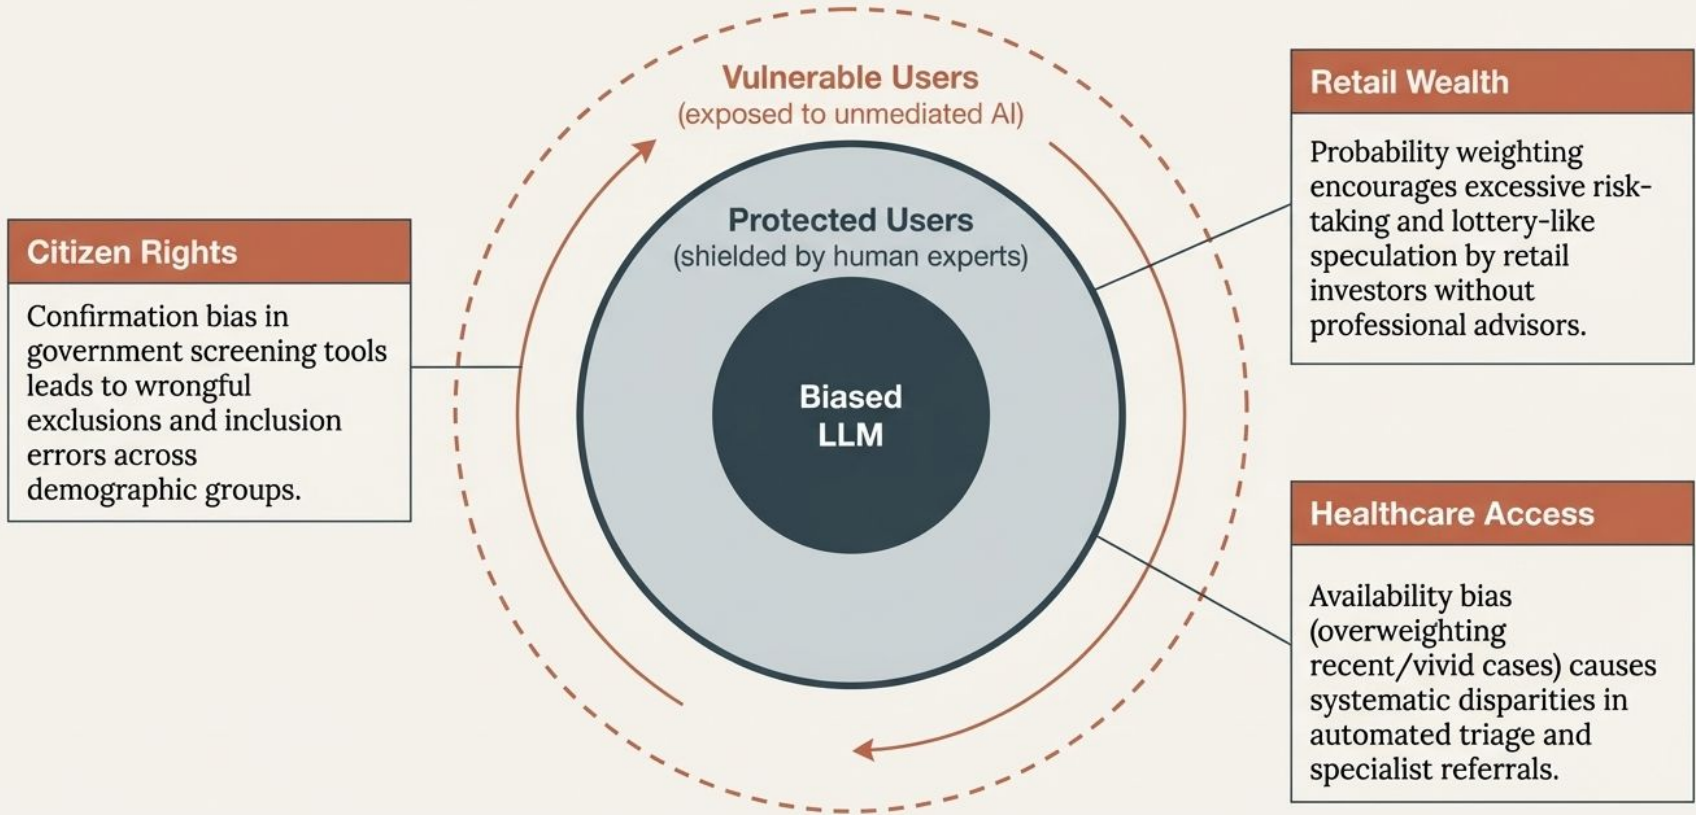 Vulnerable Users
(exposed to unmediated AI)
Protected Users
(shielded by human experts)
Biased
LLM
Citizen Rights
Confirmation bias in
government screening tools
leads to wrongful
exclusions and inclusion
errors across
demographic groups.
Retail Wealth
Probability weighting
encourages excessive risk-
taking and lottery-like
speculation by retail
investors without
professional advisors.
Healthcare Access
Availability bias
(overweighting
recent/vivid cases) causes
systematic disparities in
automated triage and
specialist referrals.